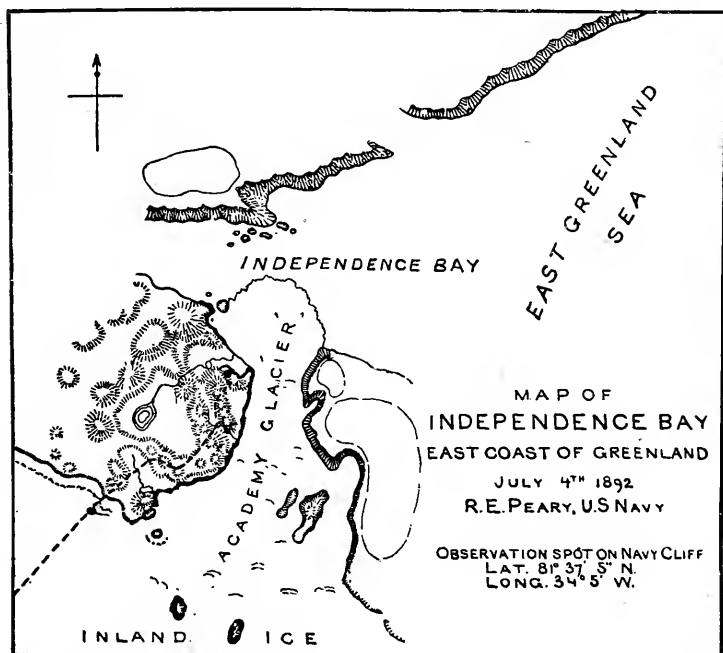 EAST GREENLAND
SEA
INDEPENDENCE BAY
ACADEMY GLACIER
MAP OF
INDEPENDENCE BAY
EAST COAST OF GREENLAND
JULY 4TH 1892
R.E. PEARY, U.S NAVY
OBSERVATION SPOT ON NAVY CLIFF
LAT. 81° 37' 5" N.
LONG. 34° 5' W.
INLAND ICE